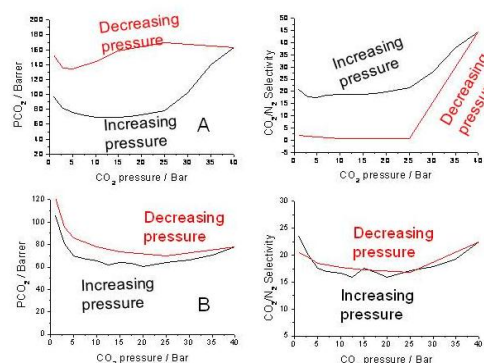 Decreasing
pressure
Increasing
pressure
A
PCO₂ / Barrer
200
180
160
140
120
100
80
60
40
20
0 5 10 15 20 25 30 35 40
CO₂ pressure / Bar
Increasing
pressure
Decreasing
pressure
CO₂/N₂ Selectivity
50
45
40
35
30
25
20
15
10
5
0
-5
0 5 10 15 20 25 30 35 40
CO₂ pressure / Bar
Decreasing
pressure
Increasing
pressure
B
PCO₂ / Barrer
120
100
80
60
40
20
0
0 5 10 15 20 25 30 35 40
CO₂ pressure / Bar
Decreasing
pressure
Increasing
pressure
CO₂/N₂ Selectivity
30
25
20
15
10
5
0 5 10 15 20 25 30 35 40
CO pressure / Bar